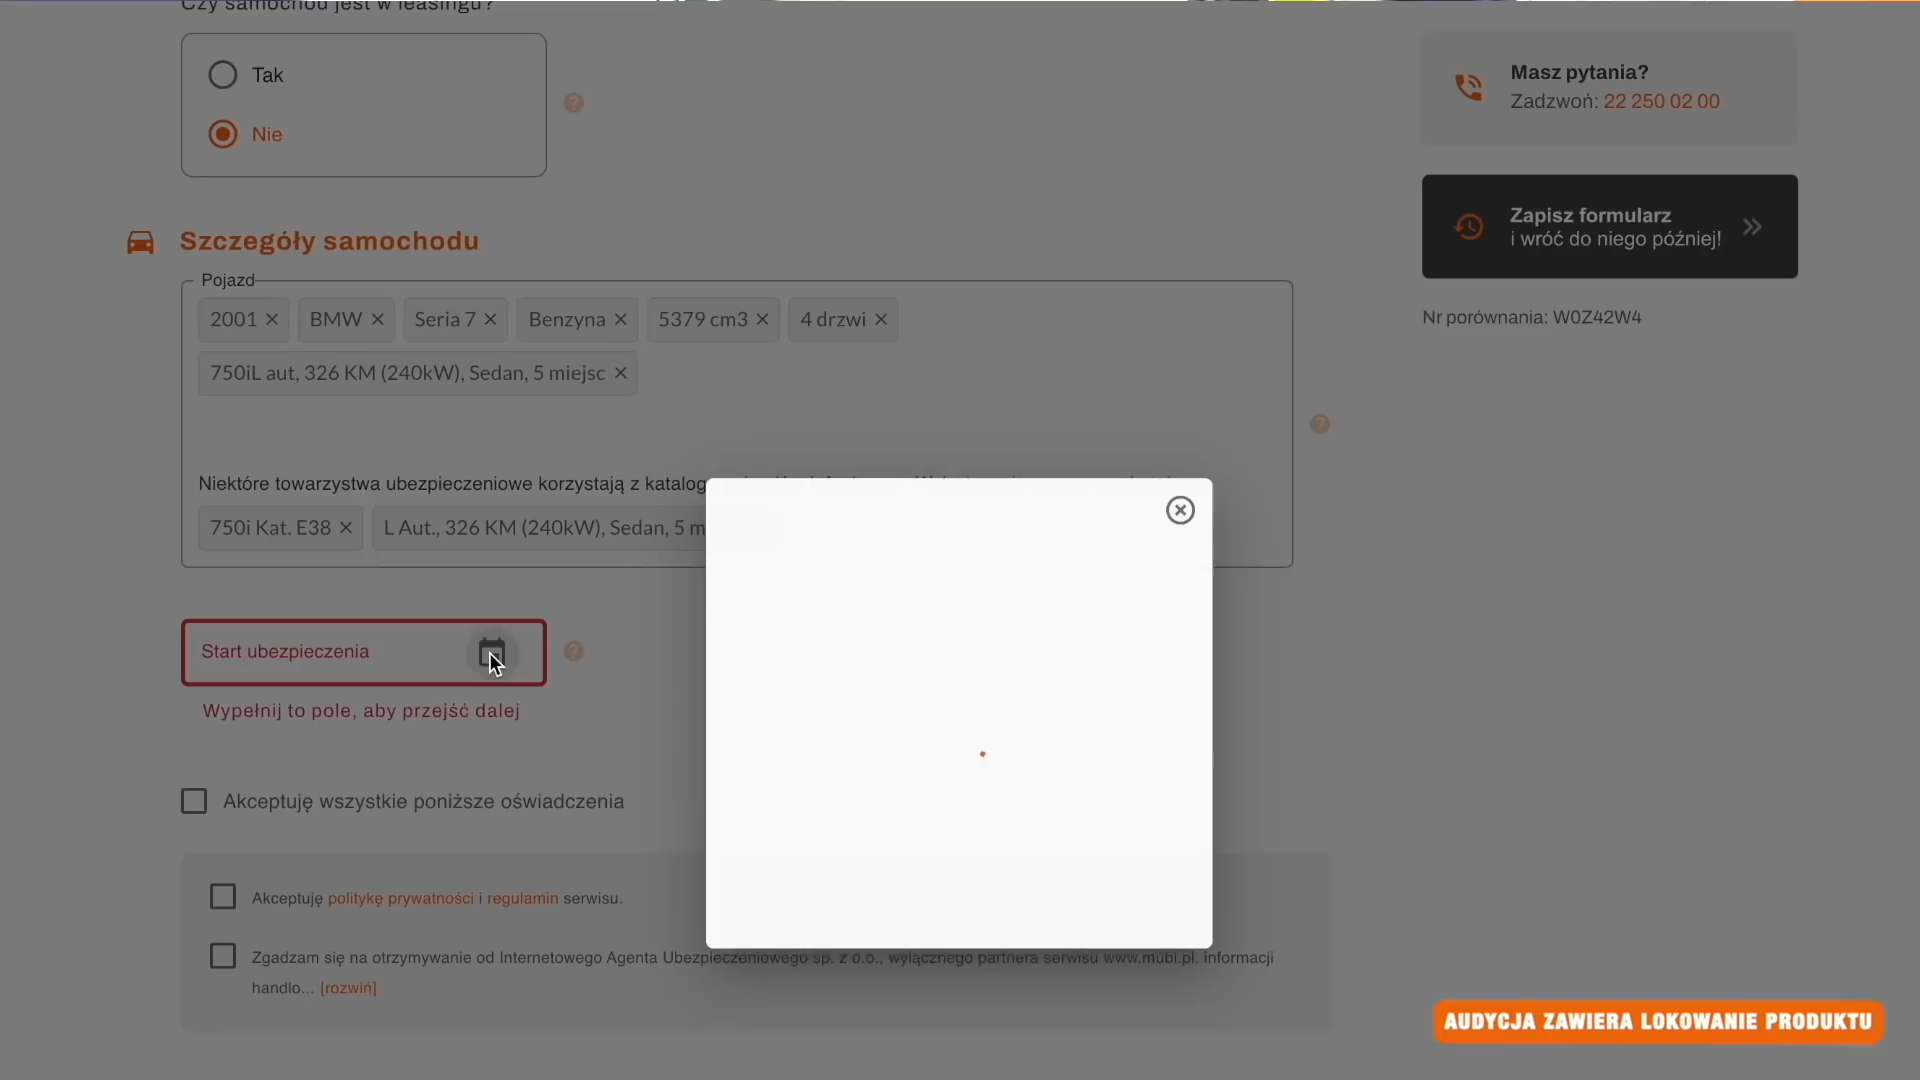 Czy samochód jest w leasingu?
Tak
Nie
Masz pytania?
Zadzwoń: 22 250 02 00
Zapisz formularz
i wróć do niego później!
Nr porównania: W0Z42W4
Szczegóły samochodu
Pojazd
2001 BMW Seria 7 Benzyna 5379 cm3 4 drzwi
750iL aut, 326 KM (240kW), Sedan, 5 miejsc
Niektóre towarzystwa ubezpieczeniowe korzystają z katalog
750i Kat. E38 L Aut., 326 KM (240kW), Sedan, 5 m
Start ubezpieczenia
Wypełnij to pole, aby przejść dalej
Akceptuję wszystkie poniższe oświadczenia
Akceptuję politykę prywatności i regulamin serwisu.
Zgadzam się na otrzymywanie od Internetowego Agenta Ubezpieczeniowego sp. z o.o., wyłącznego partnera serwisu www.mubi.pl, informacji
handlo... [rozwiń]
AUDYCJA ZAWIERA LOKOWANIE PRODUKTU